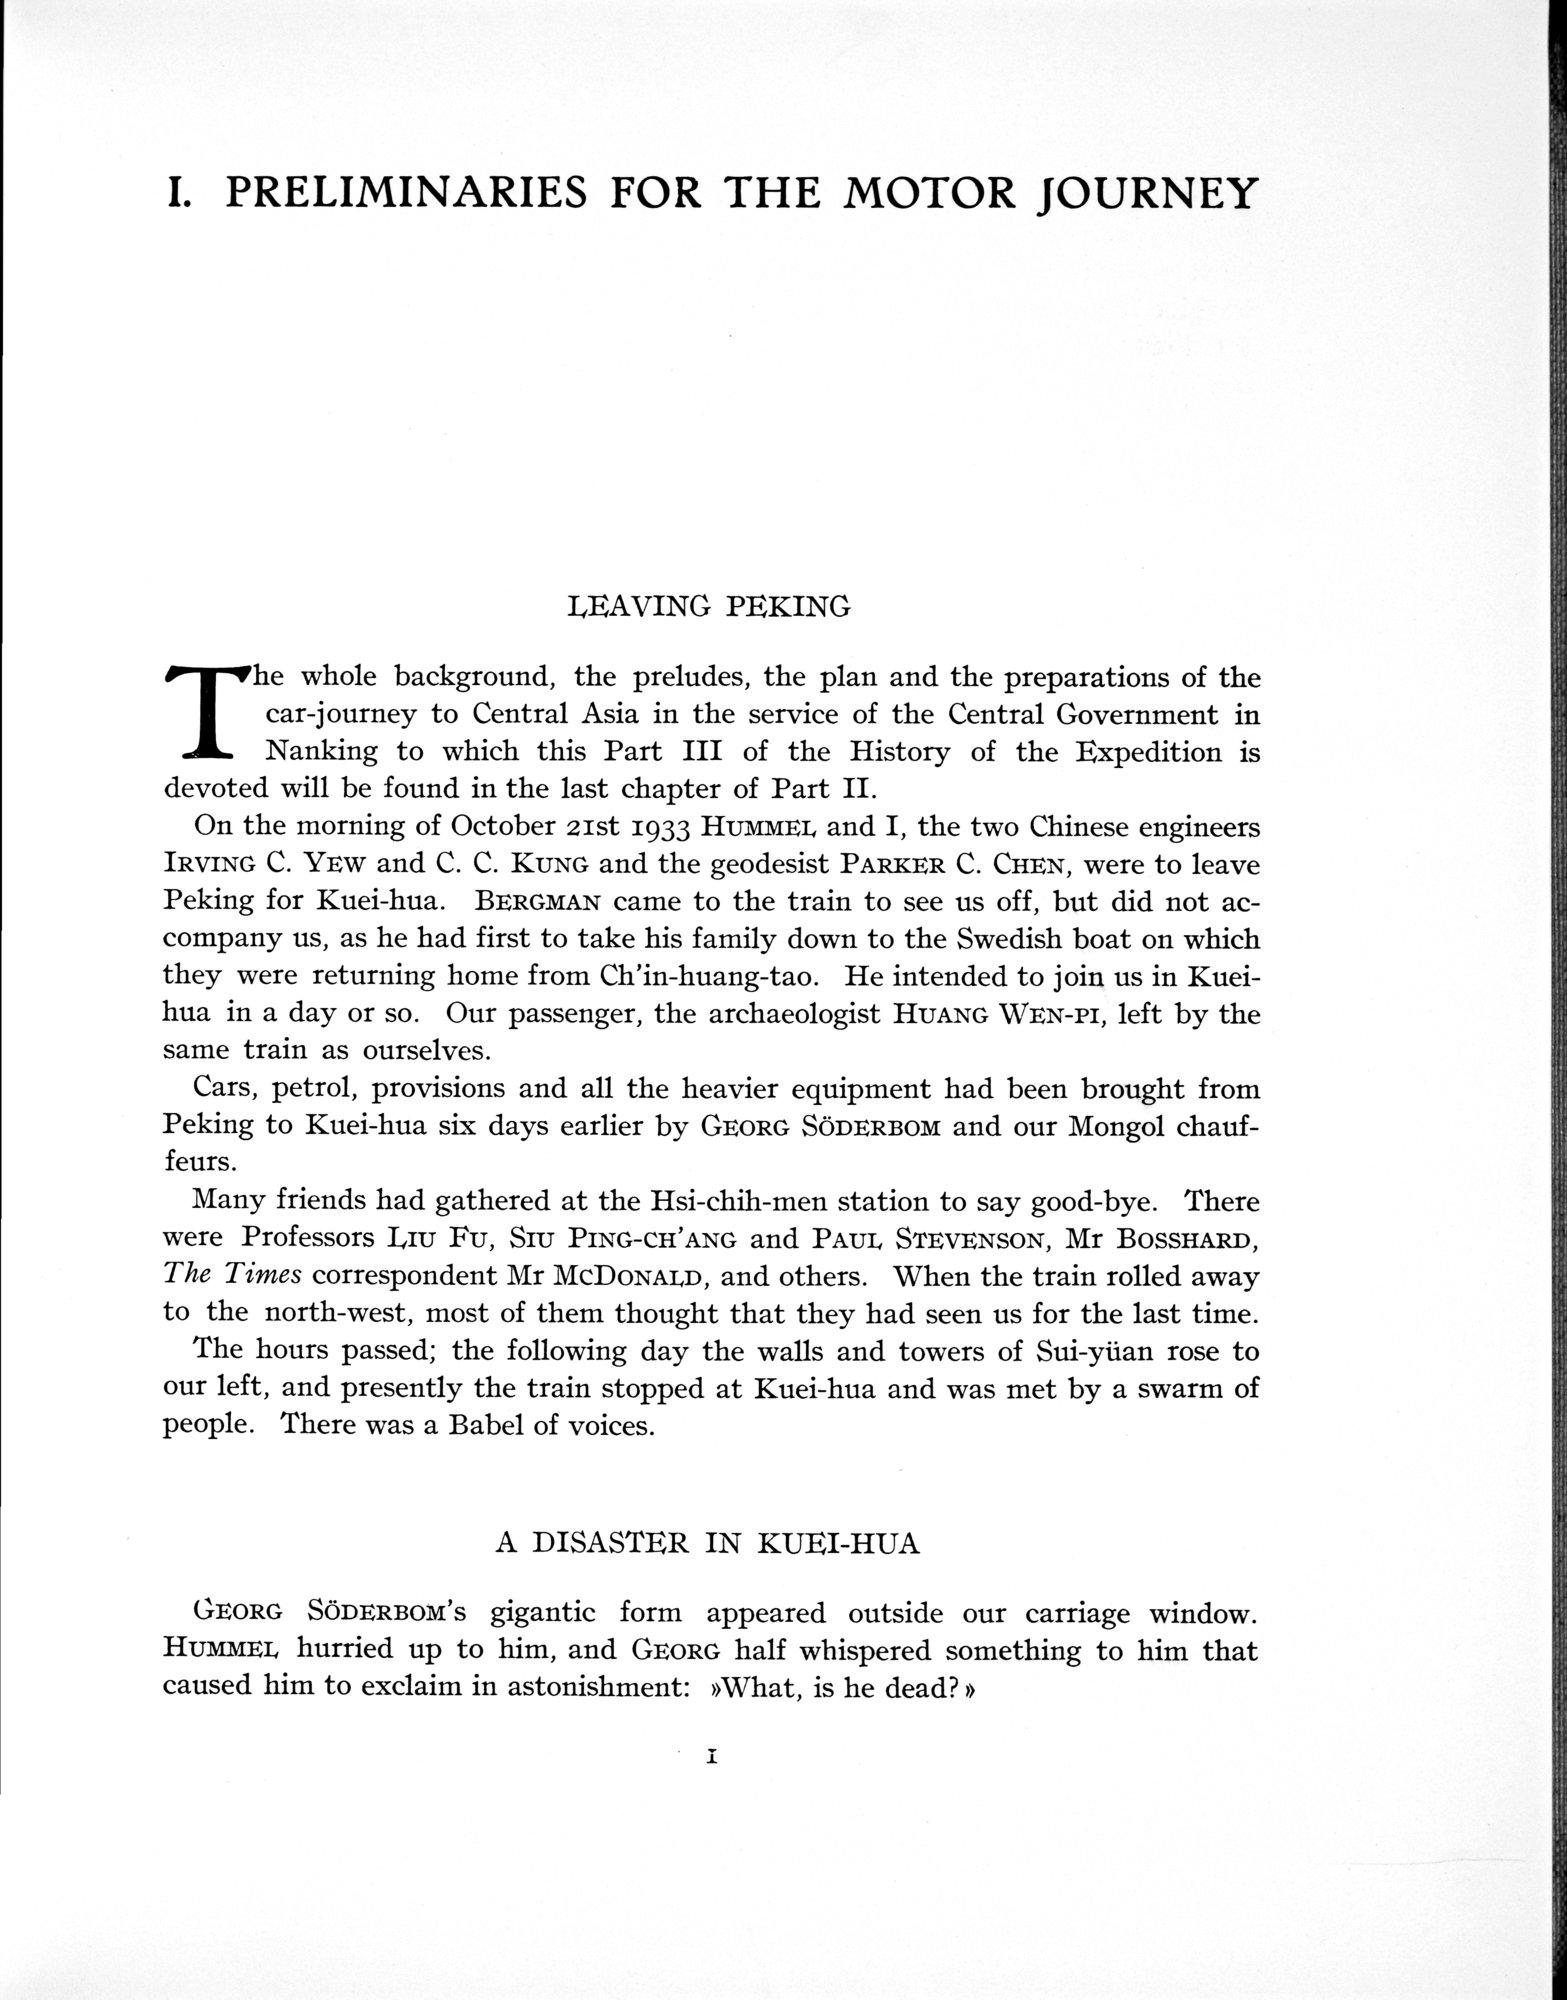 I. PRELIMINARIES FOR THE MOTOR JOURNEY
LEAVING PEKING
The whole background, the preludes, the plan and the preparations of the
car-journey to Central Asia in the service of the Central Government in
Nanking to which this Part III of the History of the Expedition is
devoted will be found in the last chapter of Part II.
On the morning of October 21st 1933 HUMMEL and I, the two Chinese engineers
IRVING C. YEW and C. C. KUNG and the geodesist PARKER C. CHEN, were to leave
Peking for Kuei-hua. BERGMAN came to the train to see us off, but did not ac-
company us, as he had first to take his family down to the Swedish boat on which
they were returning home from Ch'in-huang-tao. He intended to join us in Kuei-
hua in a day or so. Our passenger, the archaeologist HUANG WEN-PI, left by the
same train as ourselves.
Cars, petrol, provisions and all the heavier equipment had been brought from
Peking to Kuei-hua six days earlier by GEORG SÖDERBOM and our Mongol chauf-
feurs.
Many friends had gathered at the Hsi-chih-men station to say good-bye. There
were Professors LIU FU, SIU PING-CH'ANG and PAUL STEVENSON, Mr BOSSHARD,
The Times correspondent Mr MCDONALD, and others. When the train rolled away
to the north-west, most of them thought that they had seen us for the last time.
The hours passed; the following day the walls and towers of Sui-yüan rose to
our left, and presently the train stopped at Kuei-hua and was met by a swarm of
people. There was a Babel of voices.
A DISASTER IN KUEI-HUA
GEORG SÖDERBOM'S gigantic form appeared outside our carriage window.
HUMMEL hurried up to him, and GEORG half whispered something to him that
caused him to exclaim in astonishment: »What, is he dead?»
1